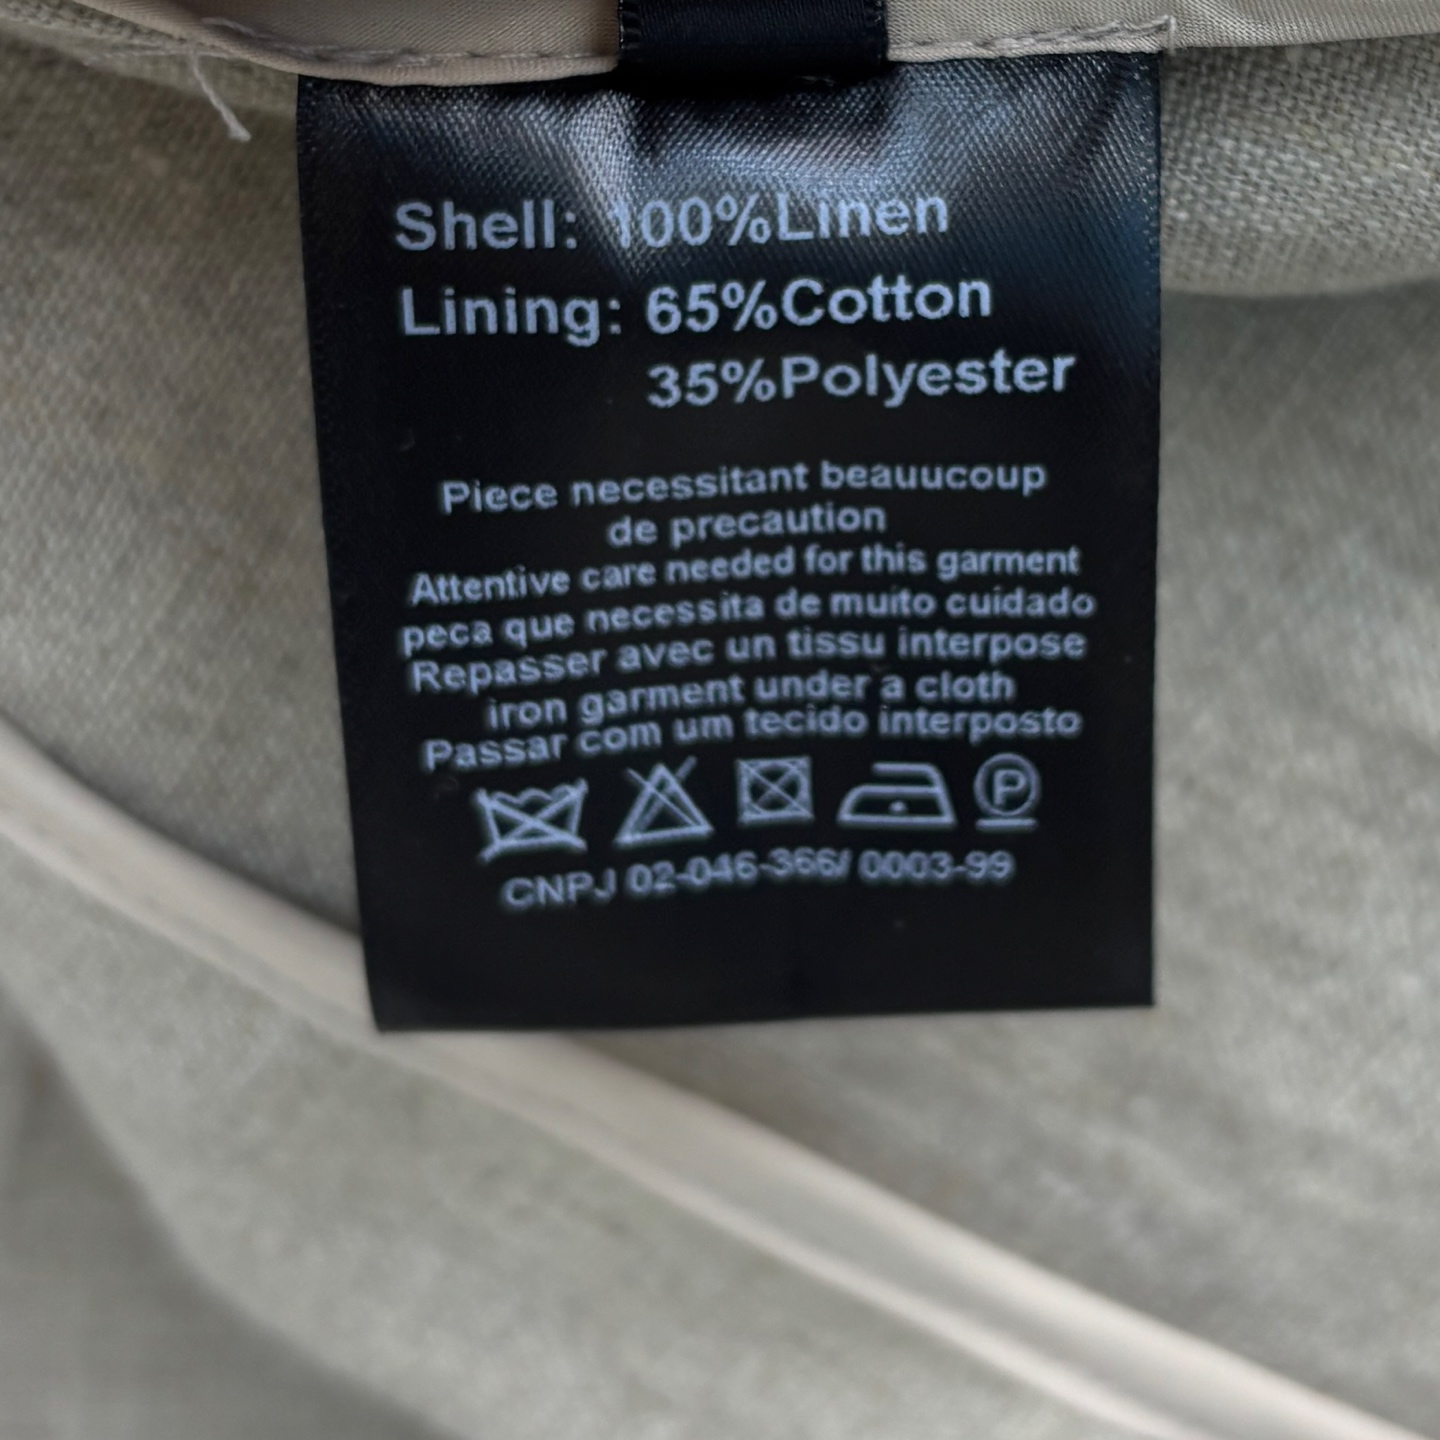 Shell: 100%Linen
Lining: 65%Cotton
35%Polyester
Piece necessitant beauucoup
de precaution
Attentive care needed for this garment
peca que necessita de muito cuidado
Repasser avec un tissu interpose
iron garment under a cloth
Passar com um tecido interposto
P
CNPJ 02-046-366/ 0003-99